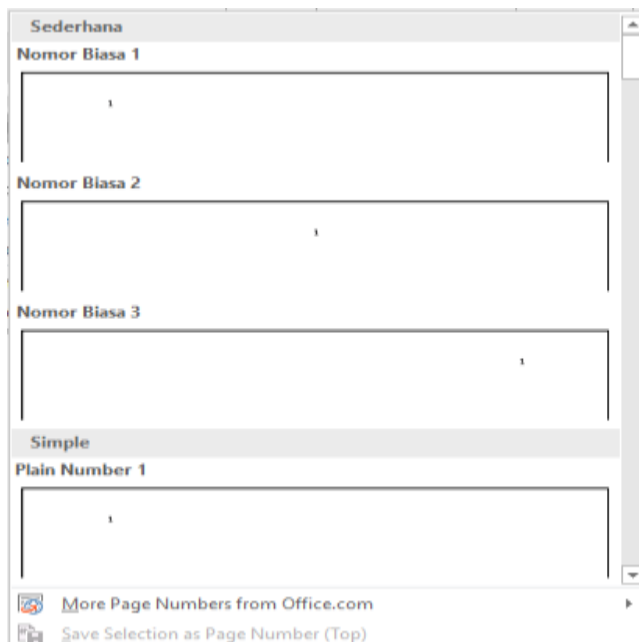 Sederhana
Nomor Biasa 1
1
Nomor Biasa 2
1
Nomor Biasa 3
1
Simple
Plain Number 1
1
More Page Numbers from Office.com
Save Selection as Page Number (Top)